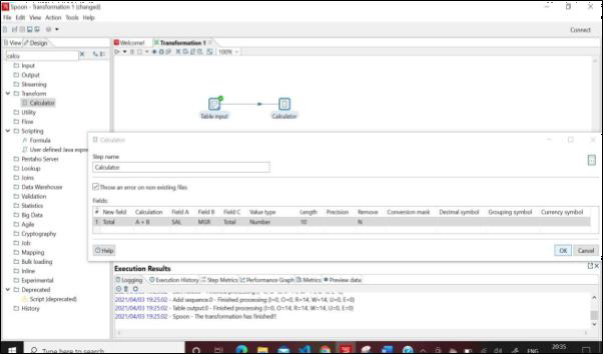 Spoon - Transformation 1 (changed)
File Edit View Action Tools Help
Connect
View Design
Welcome! Transformation 1
calcu
100%
Input
Output
Streaming
Transform
Calculator
Utility
Flow
Scripting
Formula
User defined Java expre
Pentaho Server
Lookup
Joins
Data Warehouse
Validation
Statistics
Big Data
Agile
Cryptography
Job
Mapping
Bulk loading
Inline
Experimental
Deprecated
Script (deprecated)
History
Table input Calculator
Calculator
Step name
Calculator
Throw an error on non existing files
Fields:
# New field Calculation Field A Field B Field C Value type Length Precision Remove Conversion mask Decimal symbol Grouping symbol Currency symbol
1 Total A + B SAL MGR Total Number 10 N
Help OK Cancel
Execution Results
Logging Execution History Step Metrics Performance Graph Metrics Preview data
2021/04/03 19:25:02 - Add sequence.0 - Finished processing (I=0, O=0, R=14, W=14, U=0, E=0)
2021/04/03 19:25:02 - Table output.0 - Finished processing (I=0, O=14, R=14, W=14, U=0, E=0)
2021/04/03 19:25:02 - Spoon - The transformation has finished!!
Type here to search
ENG
20:35